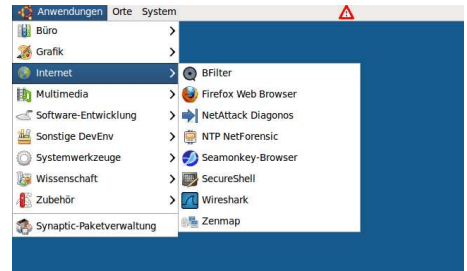 Anwendungen Orte System
Büro
Grafik
Internet
Multimedia
Software-Entwicklung
Sonstige DevEnv
Systemwerkzeuge
Wissenschaft
Zubehör
Synaptic-Paketverwaltung
BFilter
Firefox Web Browser
NetAttack Diagonos
NTP NetForensic
Seamonkey-Browser
SecureShell
Wireshark
Zenmap